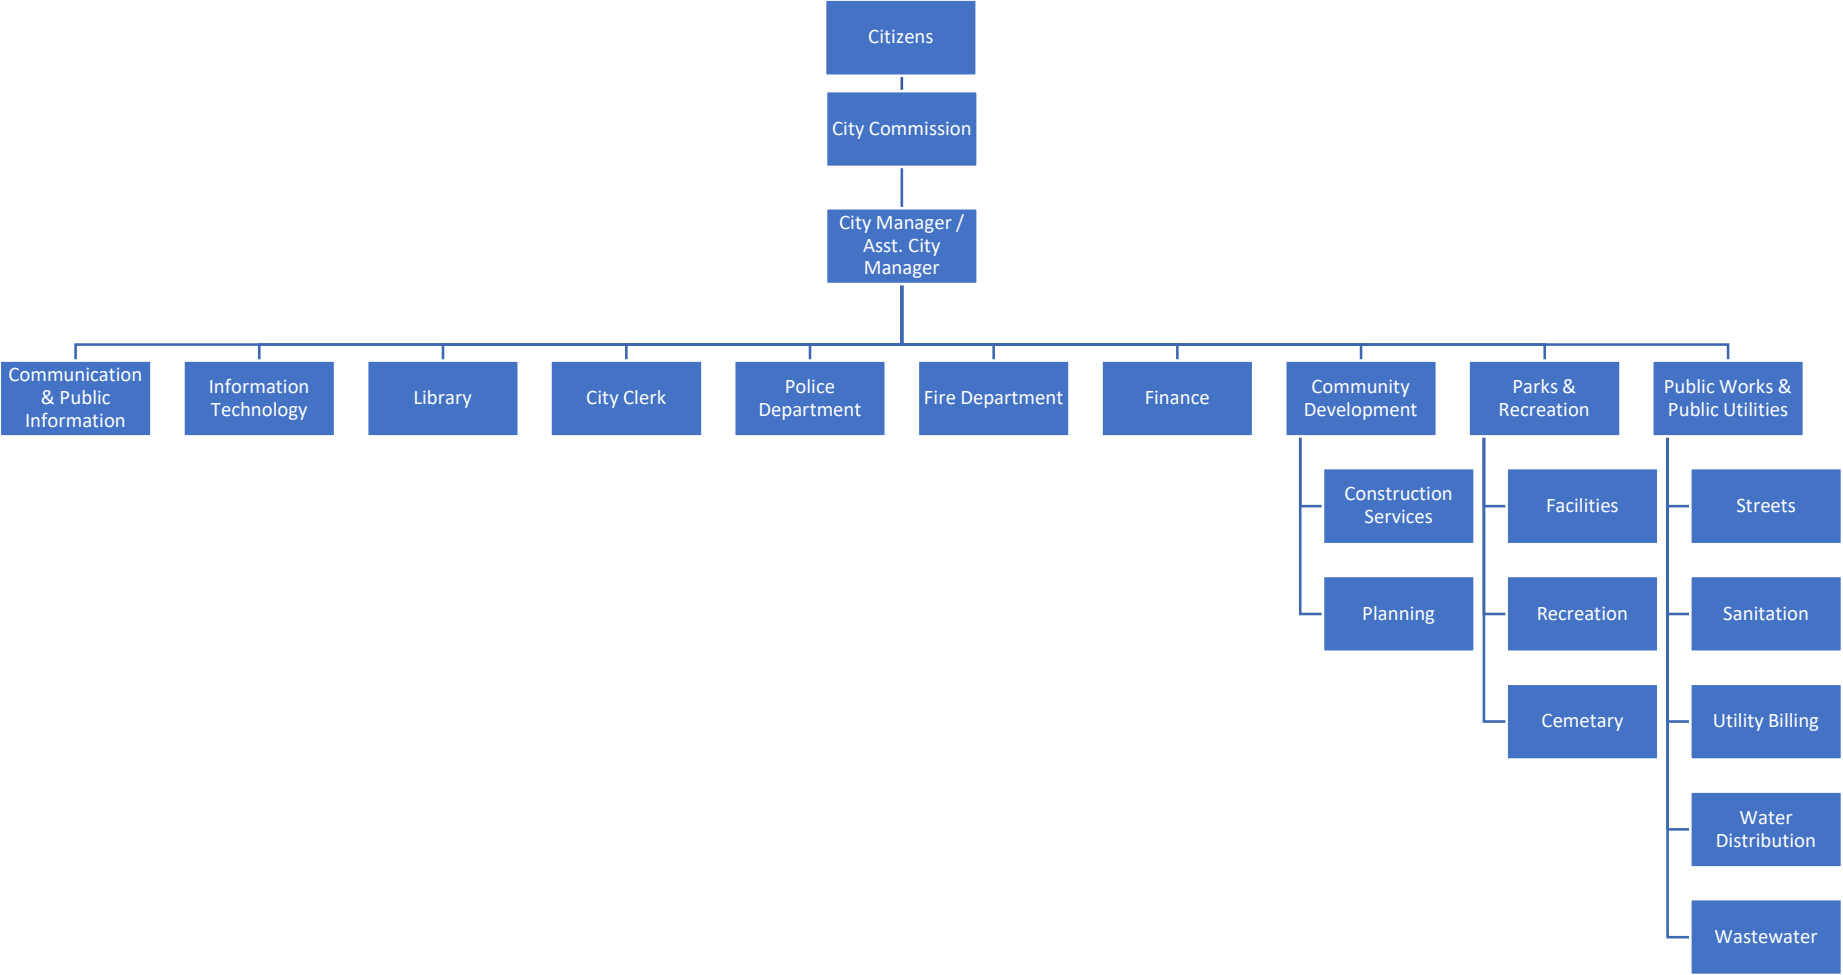 Citizens
City Commission
City Manager /
Asst. City
Manager
Communication
& Public
Information
Information
Technology
Library
City Clerk
Police
Department
Fire Department
Finance
Community
Development
Parks &
Recreation
Public Works &
Public Utilities
Construction
Services
Planning
Facilities
Recreation
Cemetary
Streets
Sanitation
Utility Billing
Water
Distribution
Wastewater